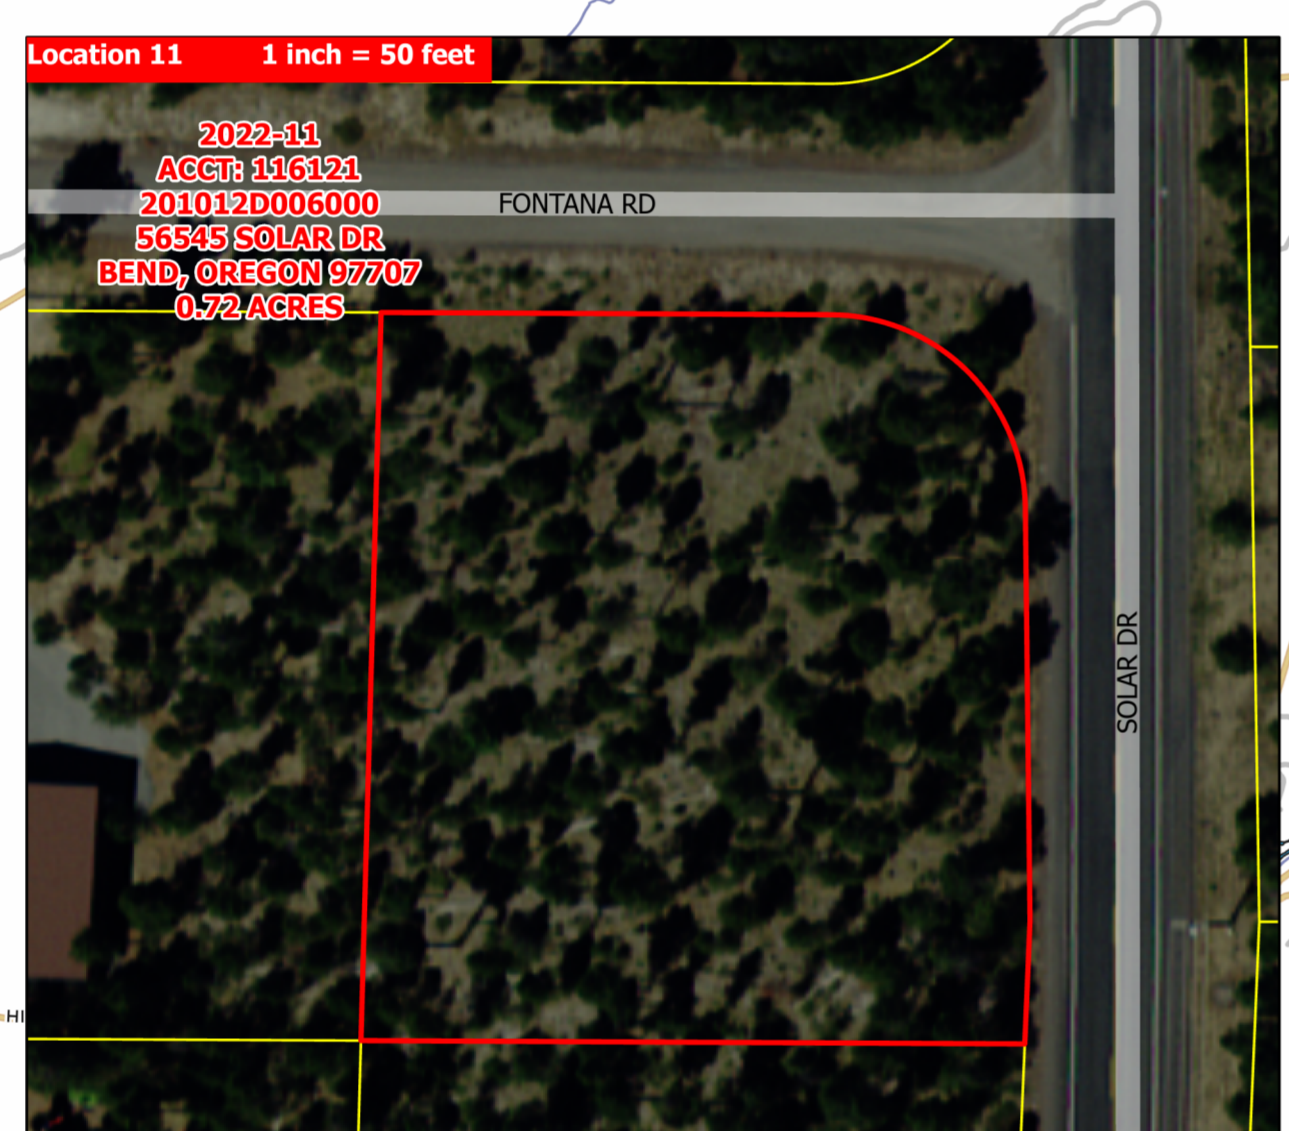 Location 11 1 inch = 50 feet
2022-11
ACCT: 116121
201012D006000
56545 SOLAR DR
BEND, OREGON 97707
0.72 ACRES
FONTANA RD
SOLAR DR
HI